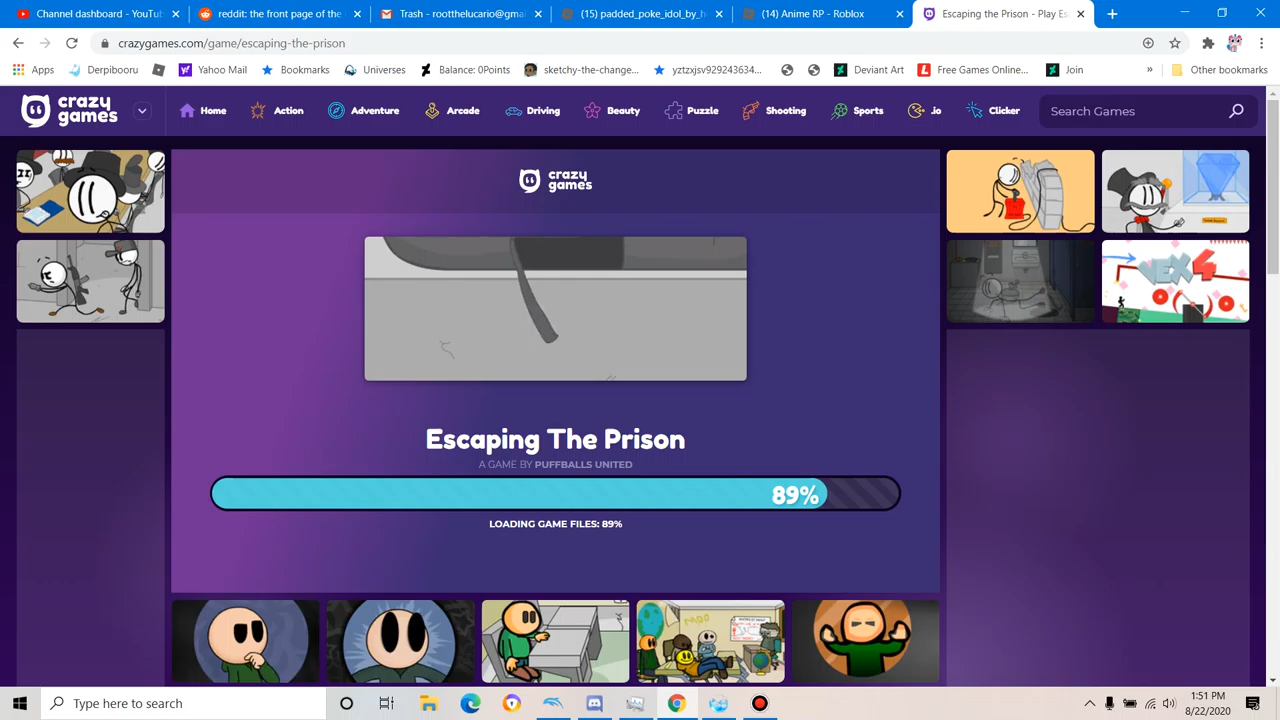 Channel dashboard - YouTub
reddit: the front page of the
Trash - rootthelucario@gmai
(15) padded_poke_idol_by_h
(14) Anime RP - Roblox
Escaping the Prison - Play Es
crazygames.com/game/escaping-the-prison
Apps
Derpibooru
Yahoo Mail
Bookmarks
Universes
Balance: 0Points
sketchy-the-change...
yztzxjsv929243634...
Deviant Art
Free Games Online...
Join
»
Other bookmarks
crazy
games
Home
Action
Adventure
Arcade
Driving
Beauty
Puzzle
Shooting
Sports
.io
Clicker
Search Games
crazy
games
VEX4
Escaping The Prison
A GAME BY PUFFBALLS UNITED
89%
LOADING GAME FILES: 89%
Type here to search
1:51 PM
8/22/2020